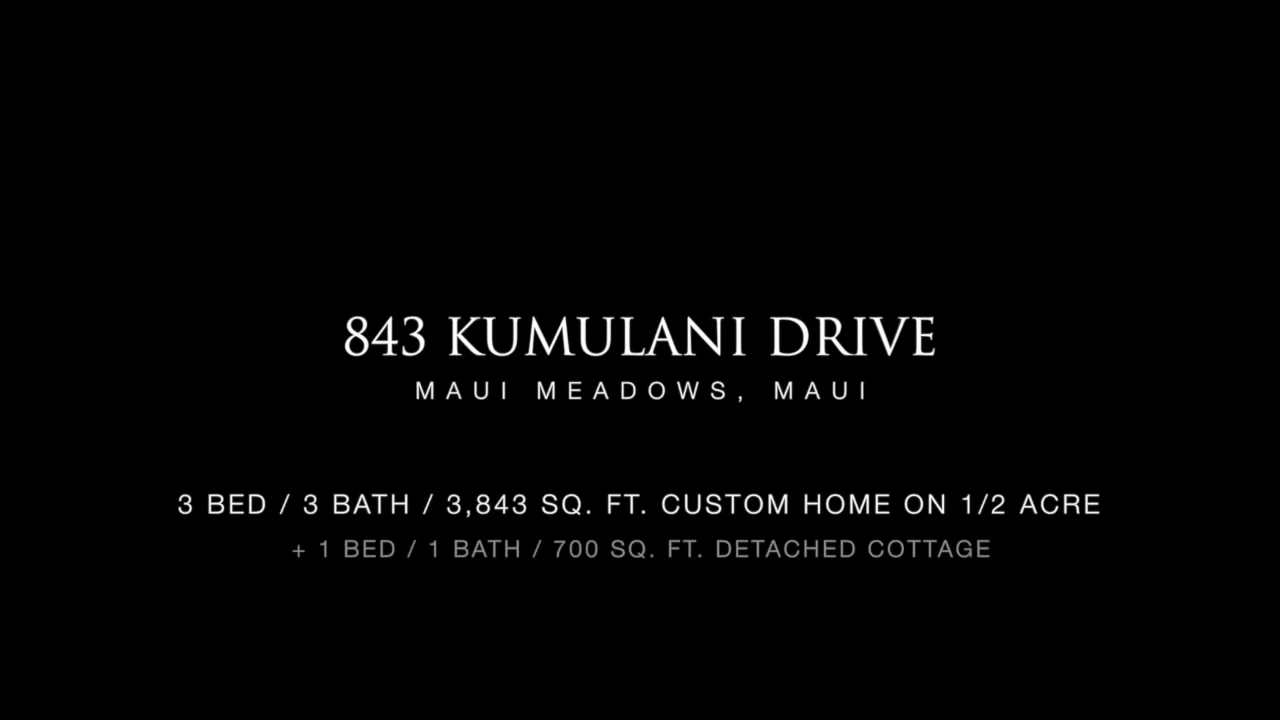 843 KUMULANI DRIVE
MAUI MEADOWS, MAUI
3 BED / 3 BATH / 3,843 SQ. FT. CUSTOM HOME ON 1/2 ACRE
+ 1 BED / 1 BATH / 700 SQ. FT. DETACHED COTTAGE